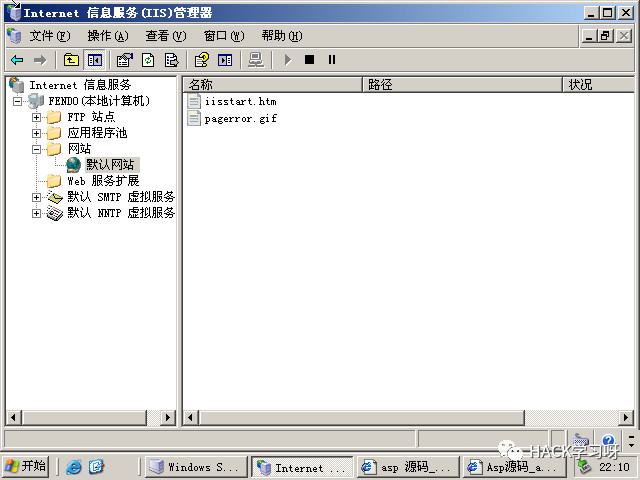 Internet 信息服务(IIS)管理器
文件(F) 操作(A) 查看(V) 窗口(W) 帮助(H)
Internet 信息服务
FENDO(本地计算机)
FTP 站点
应用程序池
网站
默认网站
Web 服务扩展
默认 SMTP 虚拟服务
默认 NNTP 虚拟服务
名称 路径 状况
iisstart.htm
pagerror.gif
HACK学习呀
开始 Windows S... Internet ... asp 源码_... Asp源码_a... 22:10